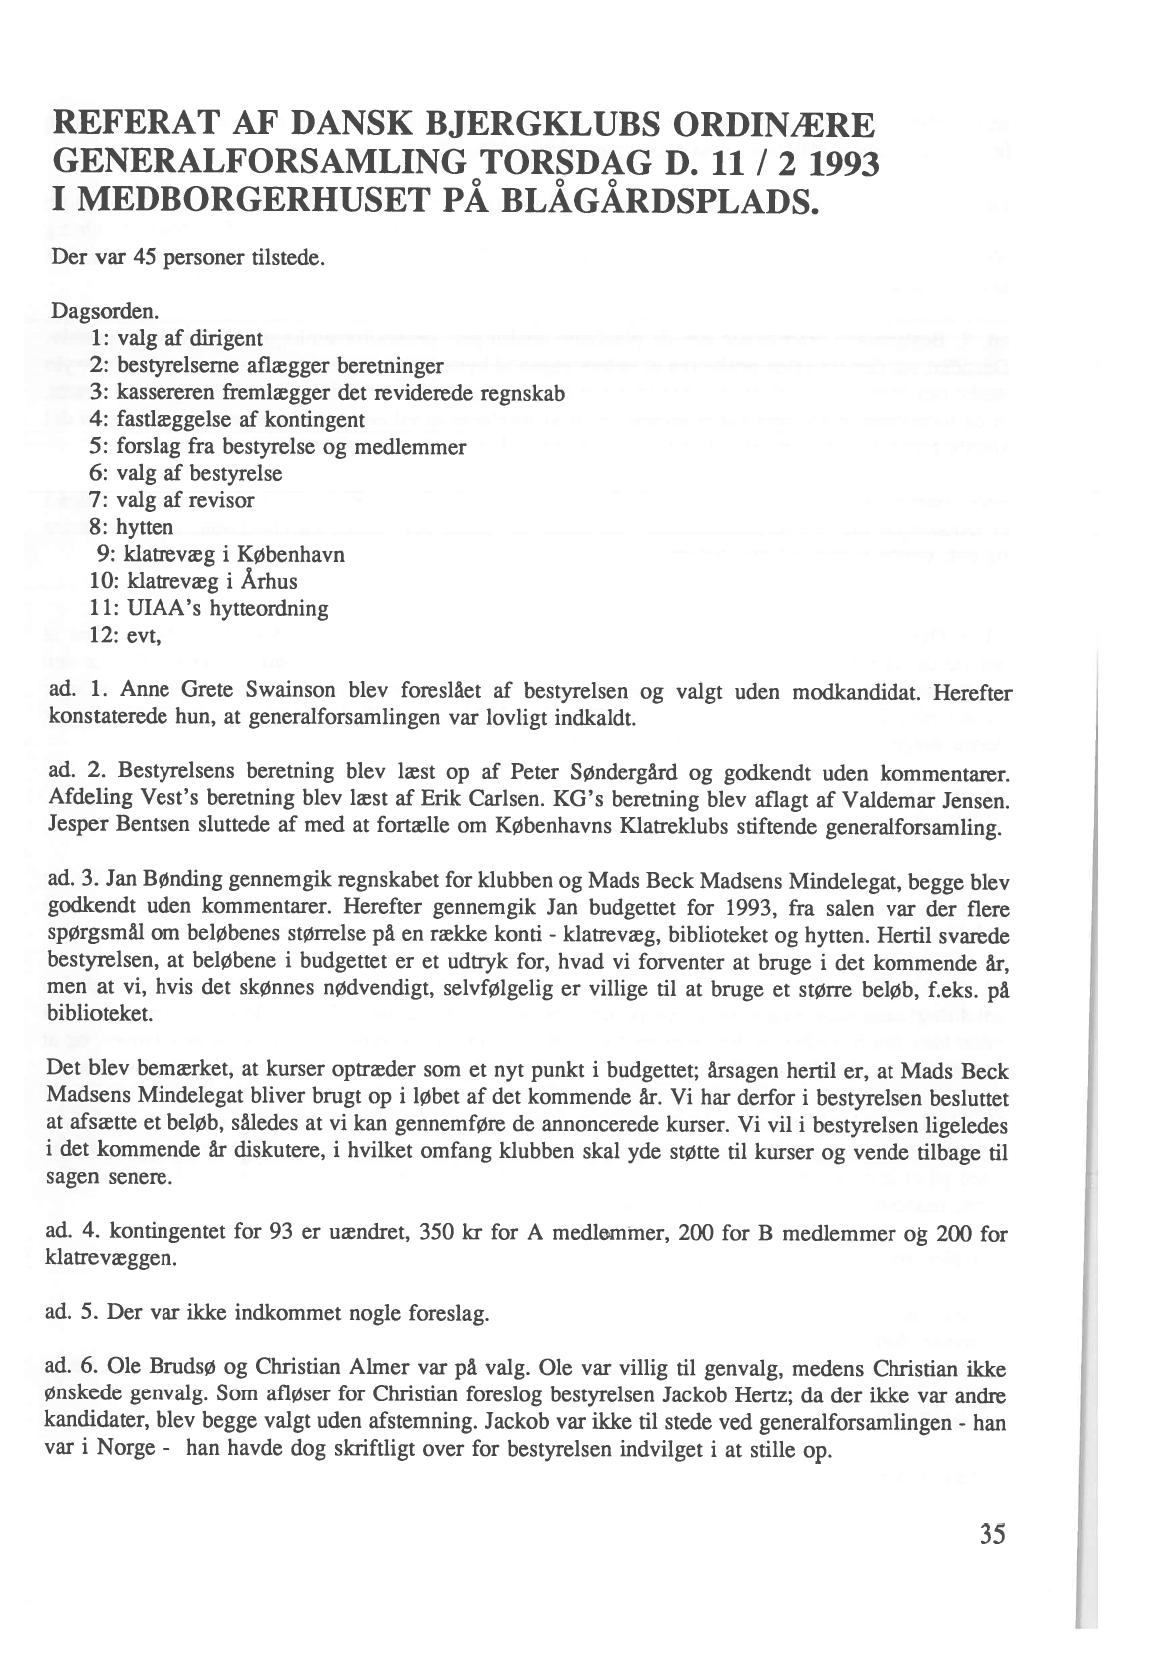 REFERAT AF DANSK BJERGKLUBS ORDINÆRE
GENERALFORSAMLING TORSDAG D. 11 / 2 1993
I MEDBORGERHUSET PÅ BLÅGÅRDSPLADS.
Der var 45 personer tilstede.
Dagsorden.
1: valg af dirigent
2: bestyrelserne aflægger beretninger
3: kassereren fremlægger det reviderede regnskab
4: fastlæggelse af kontingent
5: forslag fra bestyrelse og medlemmer
6: valg af bestyrelse
7: valg af revisor
8: hytten
9: klatrevæg i København
10: klatrevæg i Århus
11: UIAA's hytteordning
12: evt,
ad. 1. Anne Grete Swainson blev foreslået af bestyrelsen og valgt uden modkandidat. Herefter
konstaterede hun, at generalforsamlingen var lovligt indkaldt.
ad. 2. Bestyrelsens beretning blev læst op af Peter Søndergård og godkendt uden kommentarer.
Afdeling Vest's beretning blev læst af Erik Carlsen. KG's beretning blev aflagt af Valdemar Jensen.
Jesper Bentsen sluttede af med at fortælle om Københavns Klatreklubs stiftende generalforsamling.
ad. 3. Jan Bønding gennemgik regnskabet for klubben og Mads Beck Madsens Mindelegat, begge blev
godkendt uden kommentarer. Herefter gennemgik Jan budgettet for 1993, fra salen var der flere
spørgsmål om beløbenes størrelse på en række konti - klatrevæg, biblioteket og hytten. Hertil svarede
bestyrelsen, at beløbene i budgettet er et udtryk for, hvad vi forventer at bruge i det kommende år,
men at vi, hvis det skønnes nødvendigt, selvfølgelig er villige til at bruge et større beløb, f.eks. på
biblioteket.
Det blev bemærket, at kurser optræder som et nyt punkt i budgettet; årsagen hertil er, at Mads Beck
Madsens Mindelegat bliver brugt op i løbet af det kommende år. Vi har derfor i bestyrelsen besluttet
at afsætte et beløb, således at vi kan gennemføre de annoncerede kurser. Vi vil i bestyrelsen ligeledes
i det kommende år diskutere, i hvilket omfang klubben skal yde støtte til kurser og vende tilbage til
sagen senere.
ad. 4. kontingentet for 93 er uændret, 350 kr for A medlemmer, 200 for B medlemmer og 200 for
klatrevæggen.
ad. 5. Der var ikke indkommet nogle foreslag.
ad. 6. Ole Brudsø og Christian Almer var på valg. Ole var villig til genvalg, medens Christian ikke
ønskede genvalg. Som afløser for Christian foreslog bestyrelsen Jackob Hertz; da der ikke var andre
kandidater, blev begge valgt uden afstemning. Jackob var ikke til stede ved generalforsamlingen - han
var i Norge - han havde dog skriftligt over for bestyrelsen indvilget i at stille op.
35